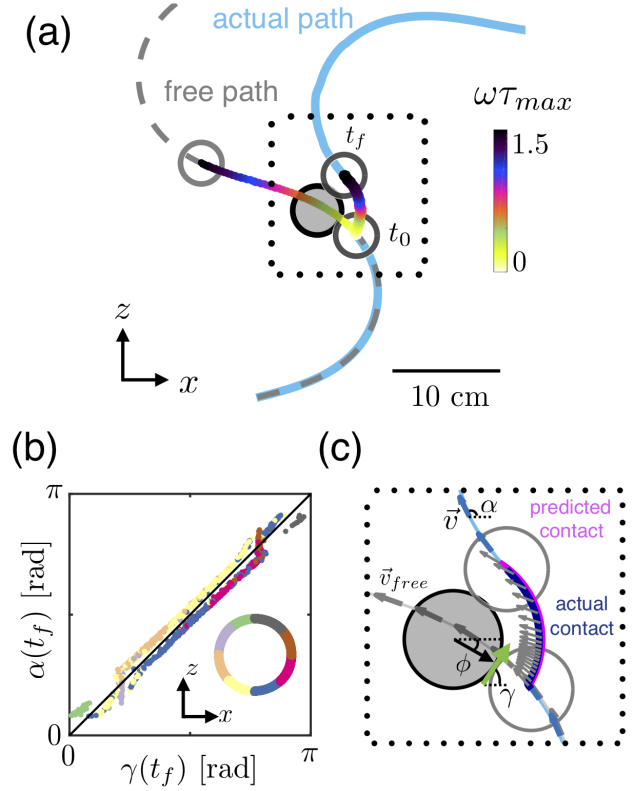 (a)
actual path
free path
ωτ_max
1.5
0
t_f
t_0
z
x
10 cm
(b)
π
α(t_f) [rad]
0
0
π
γ(t_f) [rad]
z
x
(c)
v⃗
α
predicted
contact
v⃗_free
actual
contact
ϕ
γ